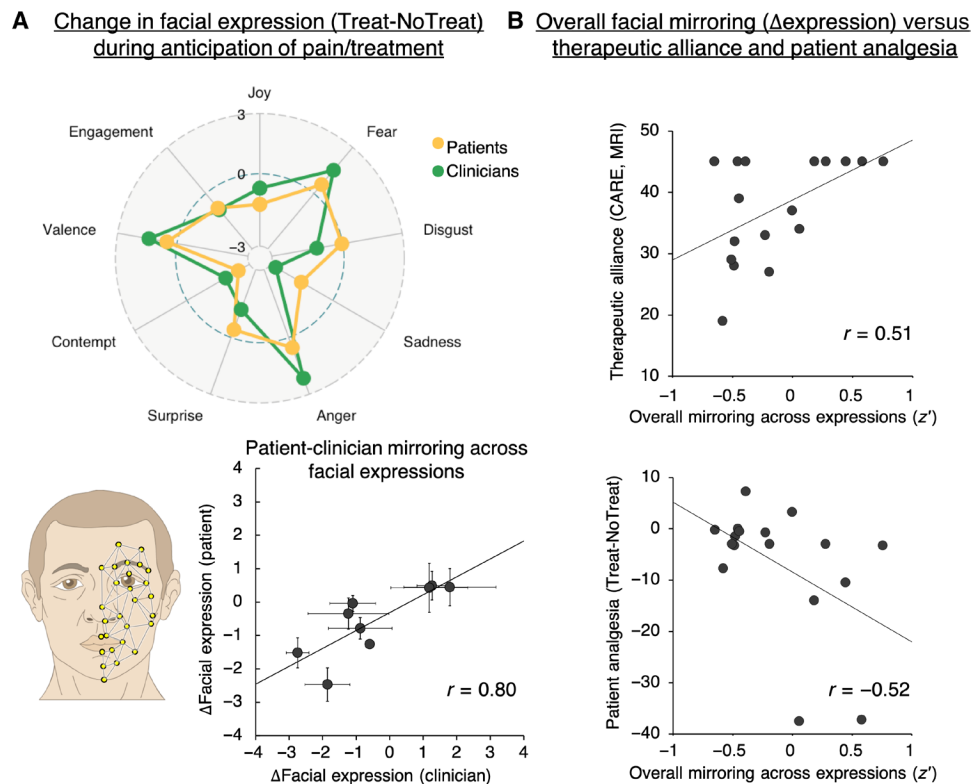 A
Change in facial expression (Treat-NoTreat)
during anticipation of pain/treatment
Joy
3
Engagement
Fear
Patients
Clinicians
0
Valence
Disgust
−3
Contempt
Sadness
Surprise
Anger
Patient-clinician mirroring across
facial expressions
ΔFacial expression (patient)
4
3
2
1
0
−1
−2
−3
−4
r = 0.80
−4 −3 −2 −1 0 1 2 3 4
ΔFacial expression (clinician)
B
Overall facial mirroring (Δexpression) versus
therapeutic alliance and patient analgesia
Therapeutic alliance (CARE, MRI)
50
40
30
20
10
r = 0.51
−1 −0.5 0 0.5 1
Overall mirroring across expressions (z′)
Patient analgesia (Treat-NoTreat)
10
0
−10
−20
−30
−40
r = −0.52
−1 −0.5 0 0.5 1
Overall mirroring across expressions (z′)